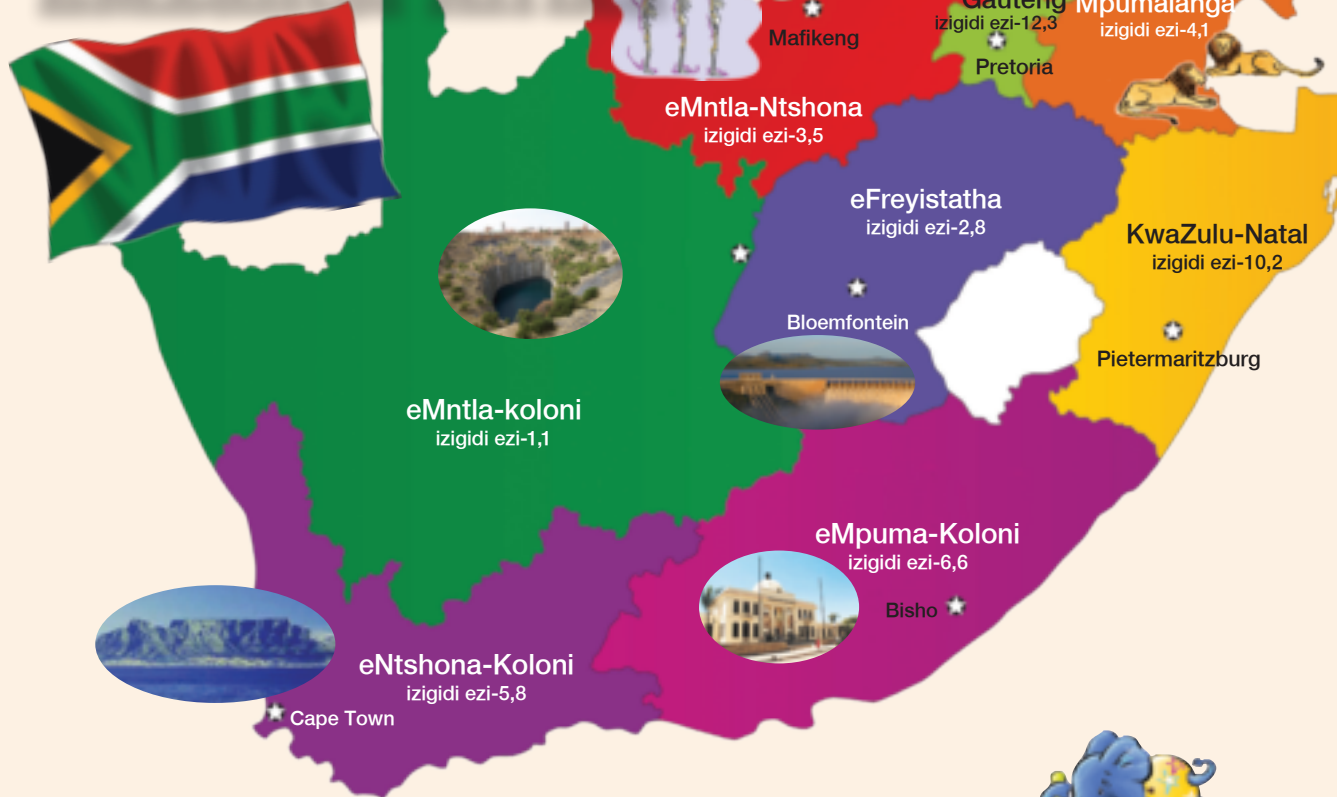 Gauteng
izigidi ezi-12,3
Mpumalanga
izigidi ezi-4,1
Mafikeng
Pretoria
eMntla-Ntshona
izigidi ezi-3,5
eFreyistatha
izigidi ezi-2,8
KwaZulu-Natal
izigidi ezi-10,2
Bloemfontein
Pietermaritzburg
eMntla-koloni
izigidi ezi-1,1
eMpuma-Koloni
izigidi ezi-6,6
Bisho
eNtshona-Koloni
izigidi ezi-5,8
Cape Town